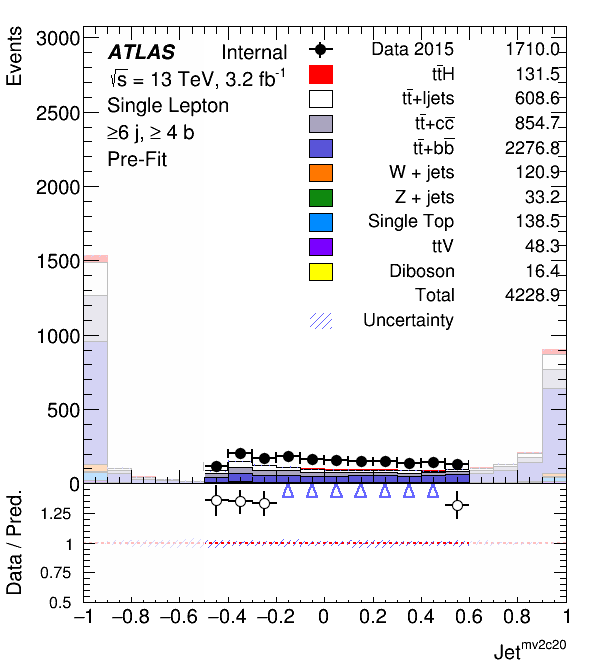 Events
3000
2500
2000
1500
1000
500
0
ATLAS Internal
√s = 13 TeV, 3.2 fb⁻¹
Single Lepton
≥6 j, ≥ 4 b
Pre-Fit
Data 2015 1710.0
tt̄H 131.5
tt̄+ljets 608.6
tt̄+cc̄ 854.7
tt̄+bb̄ 2276.8
W + jets 120.9
Z + jets 33.2
Single Top 138.5
ttV 48.3
Diboson 16.4
Total 4228.9
Uncertainty
Data / Pred.
1.25
1
0.75
0.5
−1 −0.8 −0.6 −0.4 −0.2 0 0.2 0.4 0.6 0.8 1
Jet^mv2c20